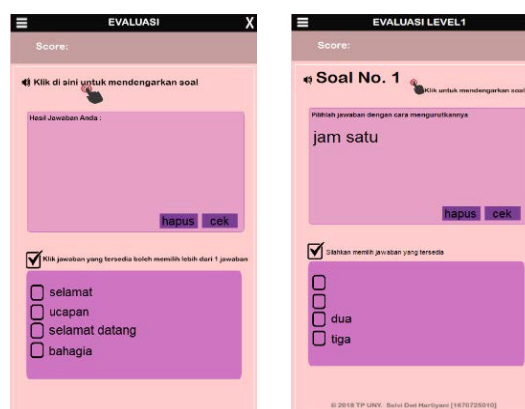 EVALUASI X
Score:
Klik di sini untuk mendengarkan soal
Hasil Jawaban Anda :
hapus cek
Klik jawaban yang tersedia boleh memilih lebih dari 1 jawaban
selamat
ucapan
selamat datang
bahagia
EVALUASI LEVEL1
Score:
Soal No. 1
Klik untuk mendengarkan soal
Pilihlah jawaban dengan cara mengurutkannya
jam satu
hapus cek
Silahkan memilih jawaban yang tersedia
dua
tiga
© 2018 TP UNY. Selvi Dwi Hartiyani [1670725010]